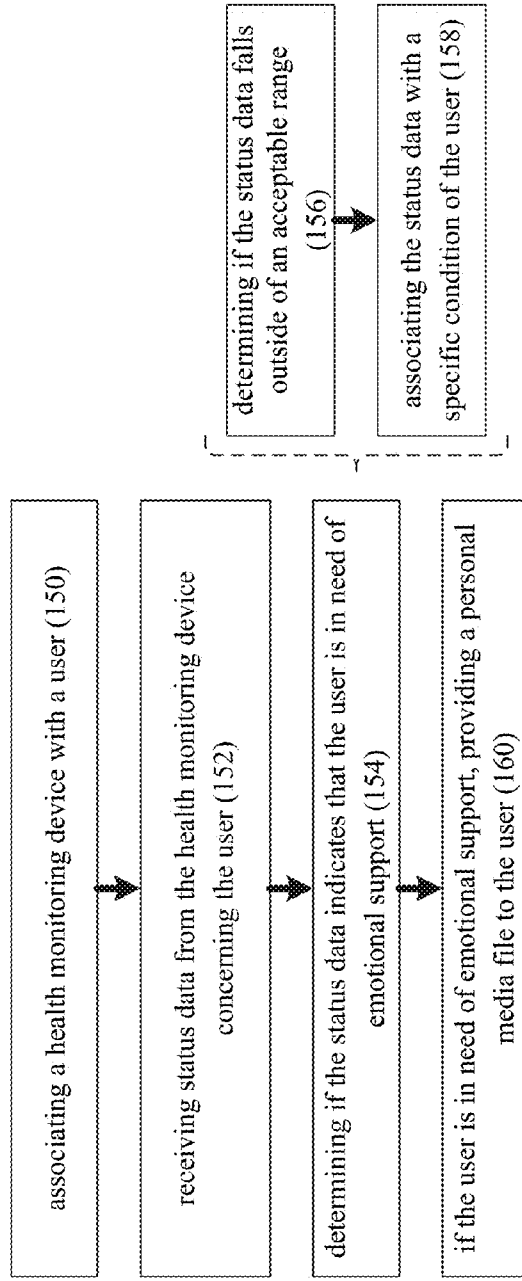 associating a health monitoring device with a user (150)
receiving status data from the health monitoring device
concerning the user (152)
determining if the status data indicates that the user is in need of
emotional support (154)
if the user is in need of emotional support, providing a personal
media file to the user (160)
determining if the status data falls
outside of an acceptable range
(156)
associating the status data with a
specific condition of the user (158)